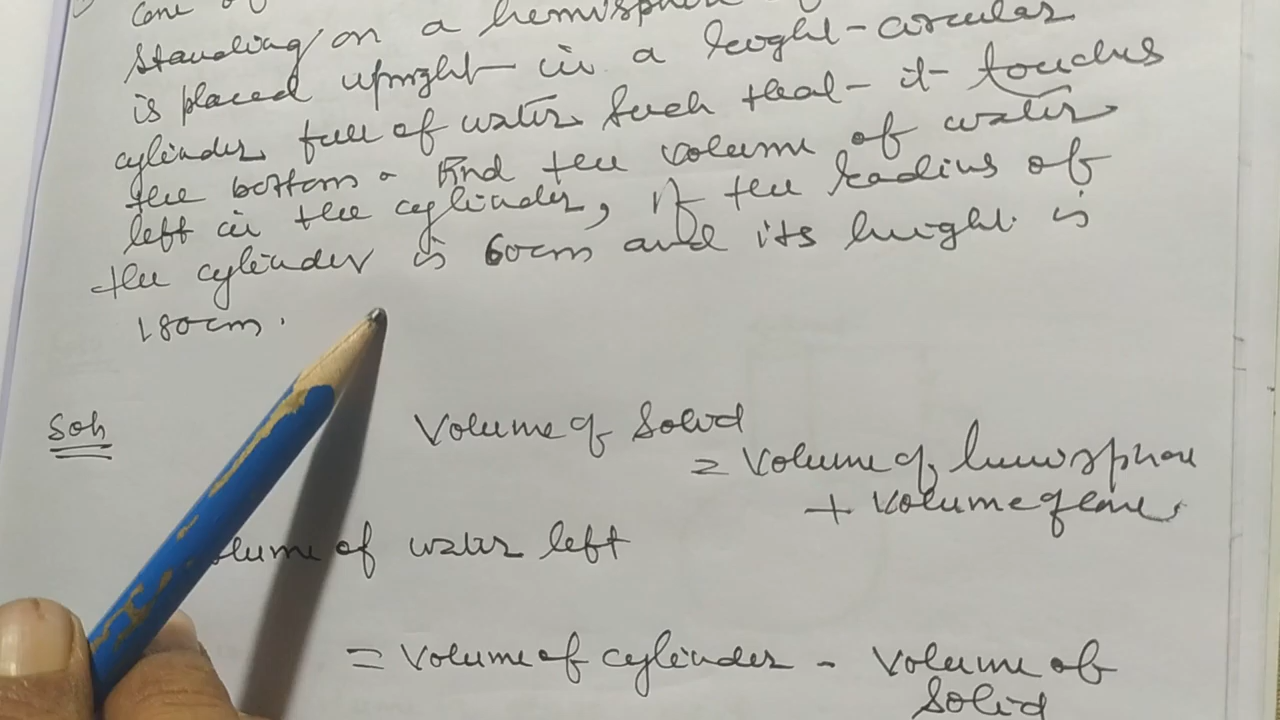 cone of
standing on a hemisphere
is placed upright in a right-circular
cylinder full of water such that it touches
the bottom. Find the volume of water
left in the cylinder, if the radius of
the cylinder is 60cm and its height is
180cm.
Soln
Volume of Solid
= Volume of hemisphere
+ Volume of cone
Volume of water left
= Volume of cylinder - Volume of
Solid